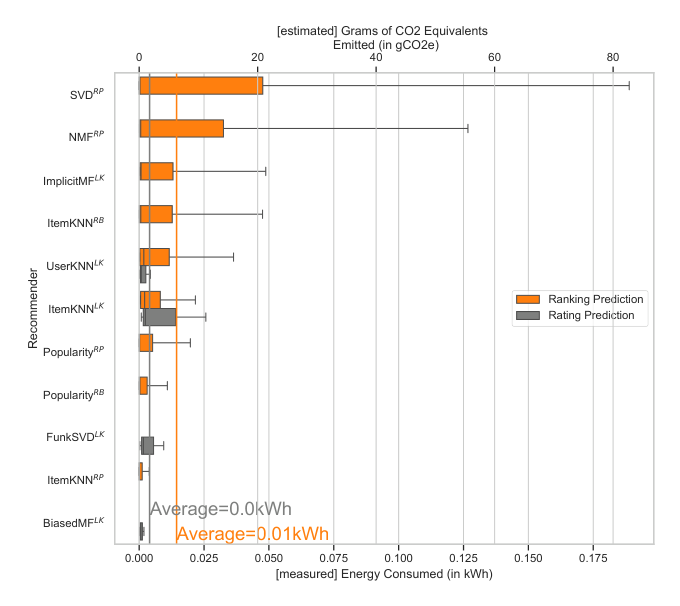 [estimated] Grams of CO2 Equivalents
Emitted (in gCO2e)
0 20 40 60 80
SVD^RP
NMF^RP
ImplicitMF^LK
ItemKNN^RB
UserKNN^LK
ItemKNN^LK
Popularity^RP
Popularity^RB
FunkSVD^LK
ItemKNN^RP
BiasedMF^LK
Recommender
Ranking Prediction
Rating Prediction
Average=0.0kWh
Average=0.01kWh
0.000 0.025 0.050 0.075 0.100 0.125 0.150 0.175
[measured] Energy Consumed (in kWh)